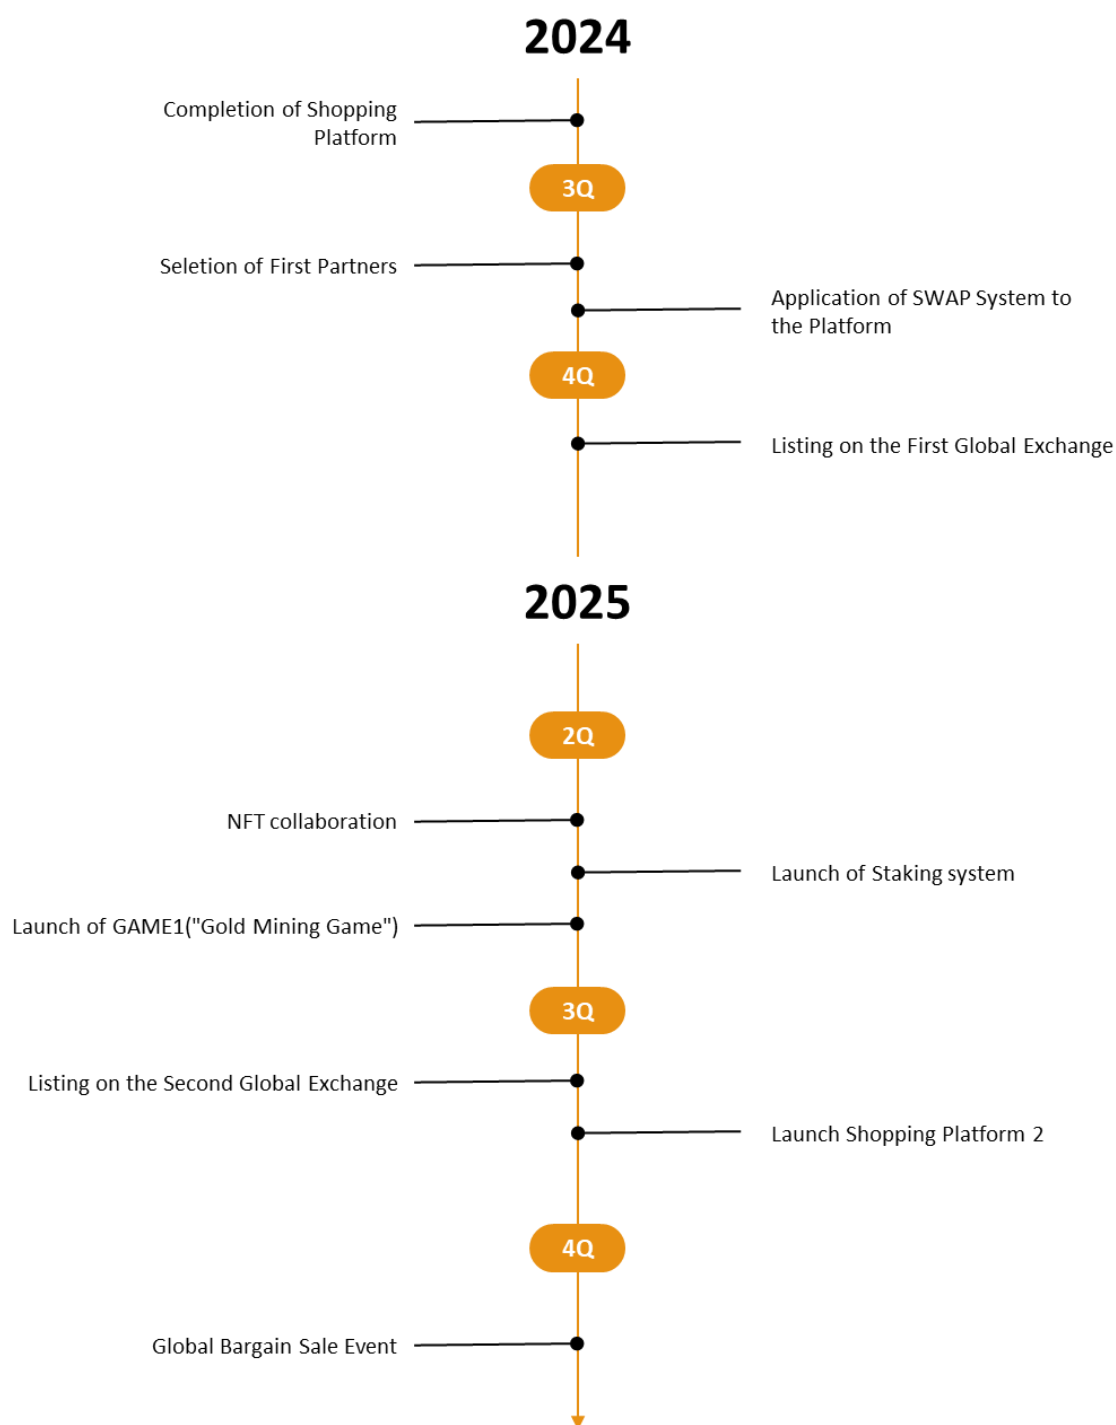 2024
Completion of Shopping
Platform
3Q
Seletion of First Partners
Application of SWAP System to
the Platform
4Q
Listing on the First Global Exchange
2025
2Q
NFT collaboration
Launch of Staking system
Launch of GAME1("Gold Mining Game")
3Q
Listing on the Second Global Exchange
Launch Shopping Platform 2
4Q
Global Bargain Sale Event